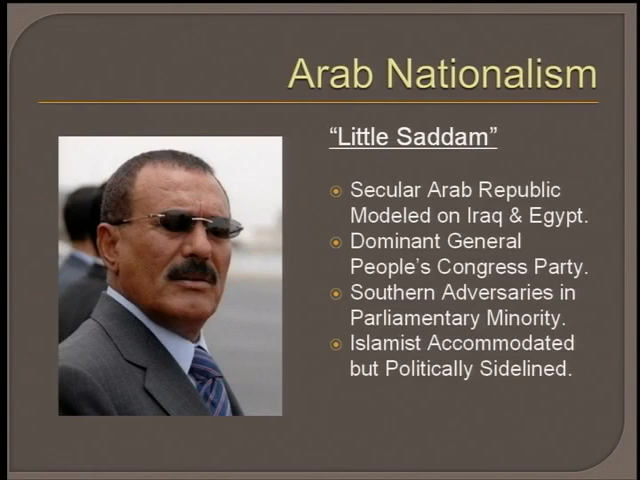 Arab Nationalism
“Little Saddam”
Secular Arab Republic
Modeled on Iraq & Egypt.
Dominant General
People’s Congress Party.
Southern Adversaries in
Parliamentary Minority.
Islamist Accommodated
but Politically Sidelined.